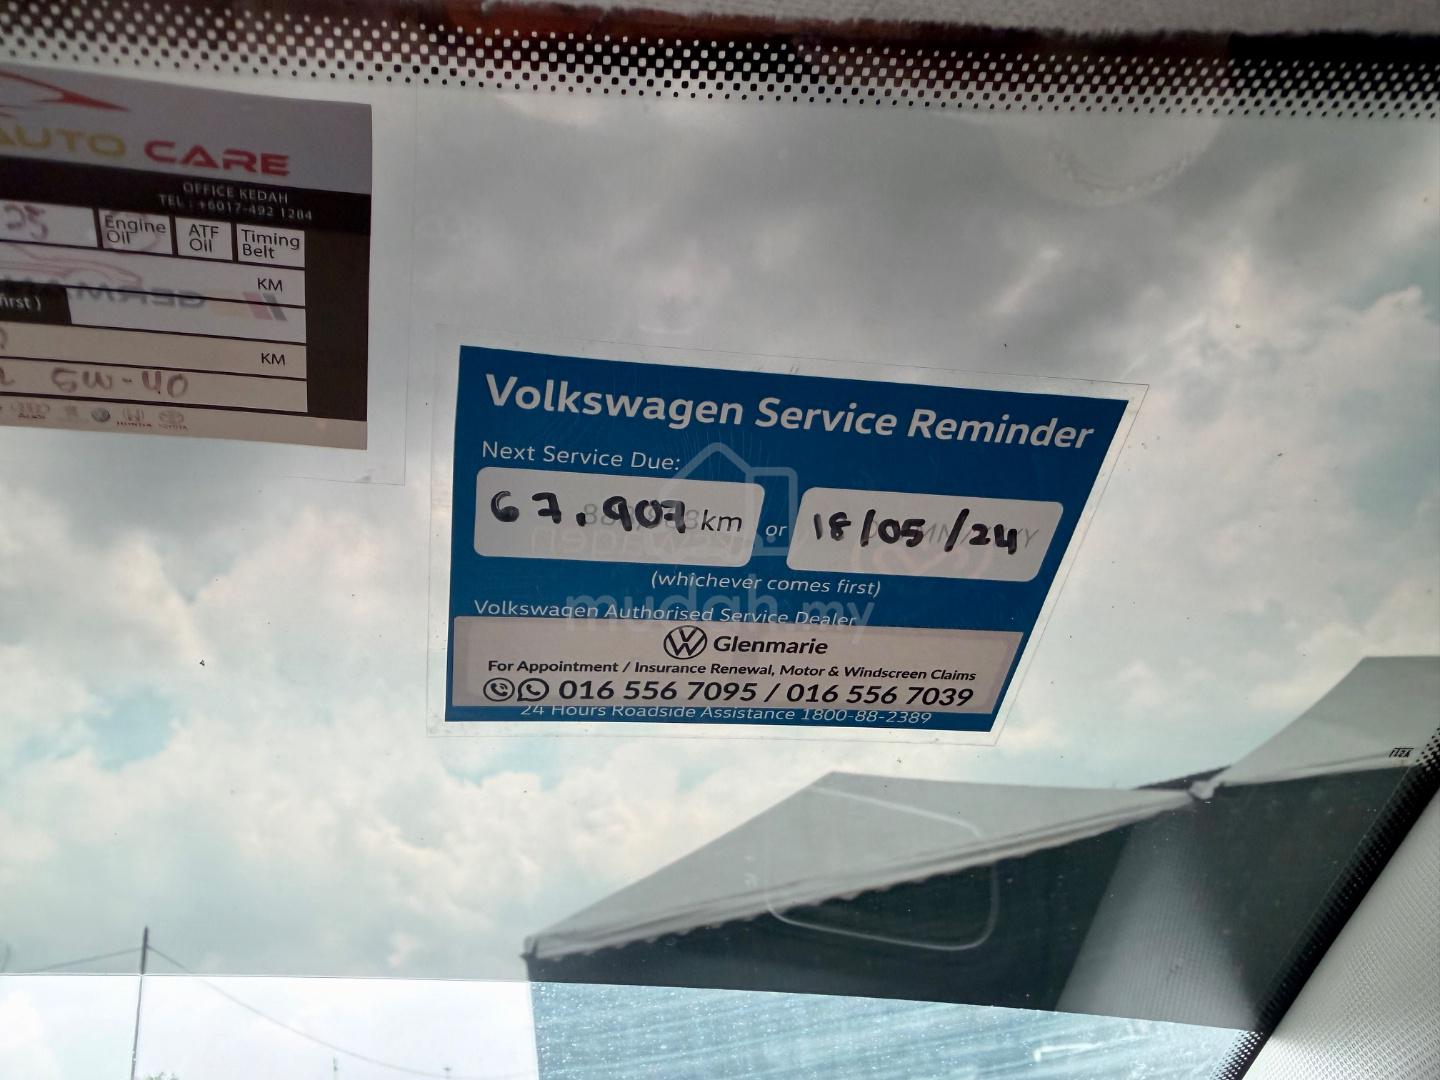 AUTO CARE
OFFICE KEDAH
TEL : +6017-492 1284
25
Engine Oil
ATF Oil
Timing Belt
KM
first )
KM
5W-40
Volkswagen Service Reminder
Next Service Due:
67.907 km or 18/05/24
(whichever comes first)
mudah.my
Volkswagen Authorised Service Dealer
Glenmarie
For Appointment / Insurance Renewal, Motor & Windscreen Claims
016 556 7095 / 016 556 7039
24 Hours Roadside Assistance 1800-88-2389